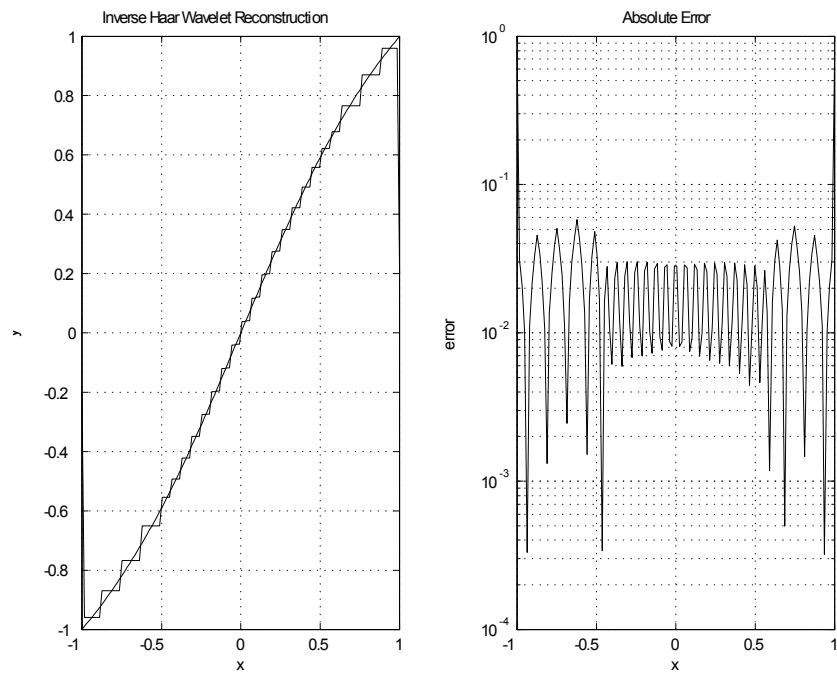 Inverse Haar Wavelet Reconstruction
1
0.8
0.6
0.4
0.2
0
-0.2
-0.4
-0.6
-0.8
-1
y
-1 -0.5 0 0.5 1
x
Absolute Error
10^0
10^-1
10^-2
10^-3
10^-4
error
-1 -0.5 0 0.5 1
x